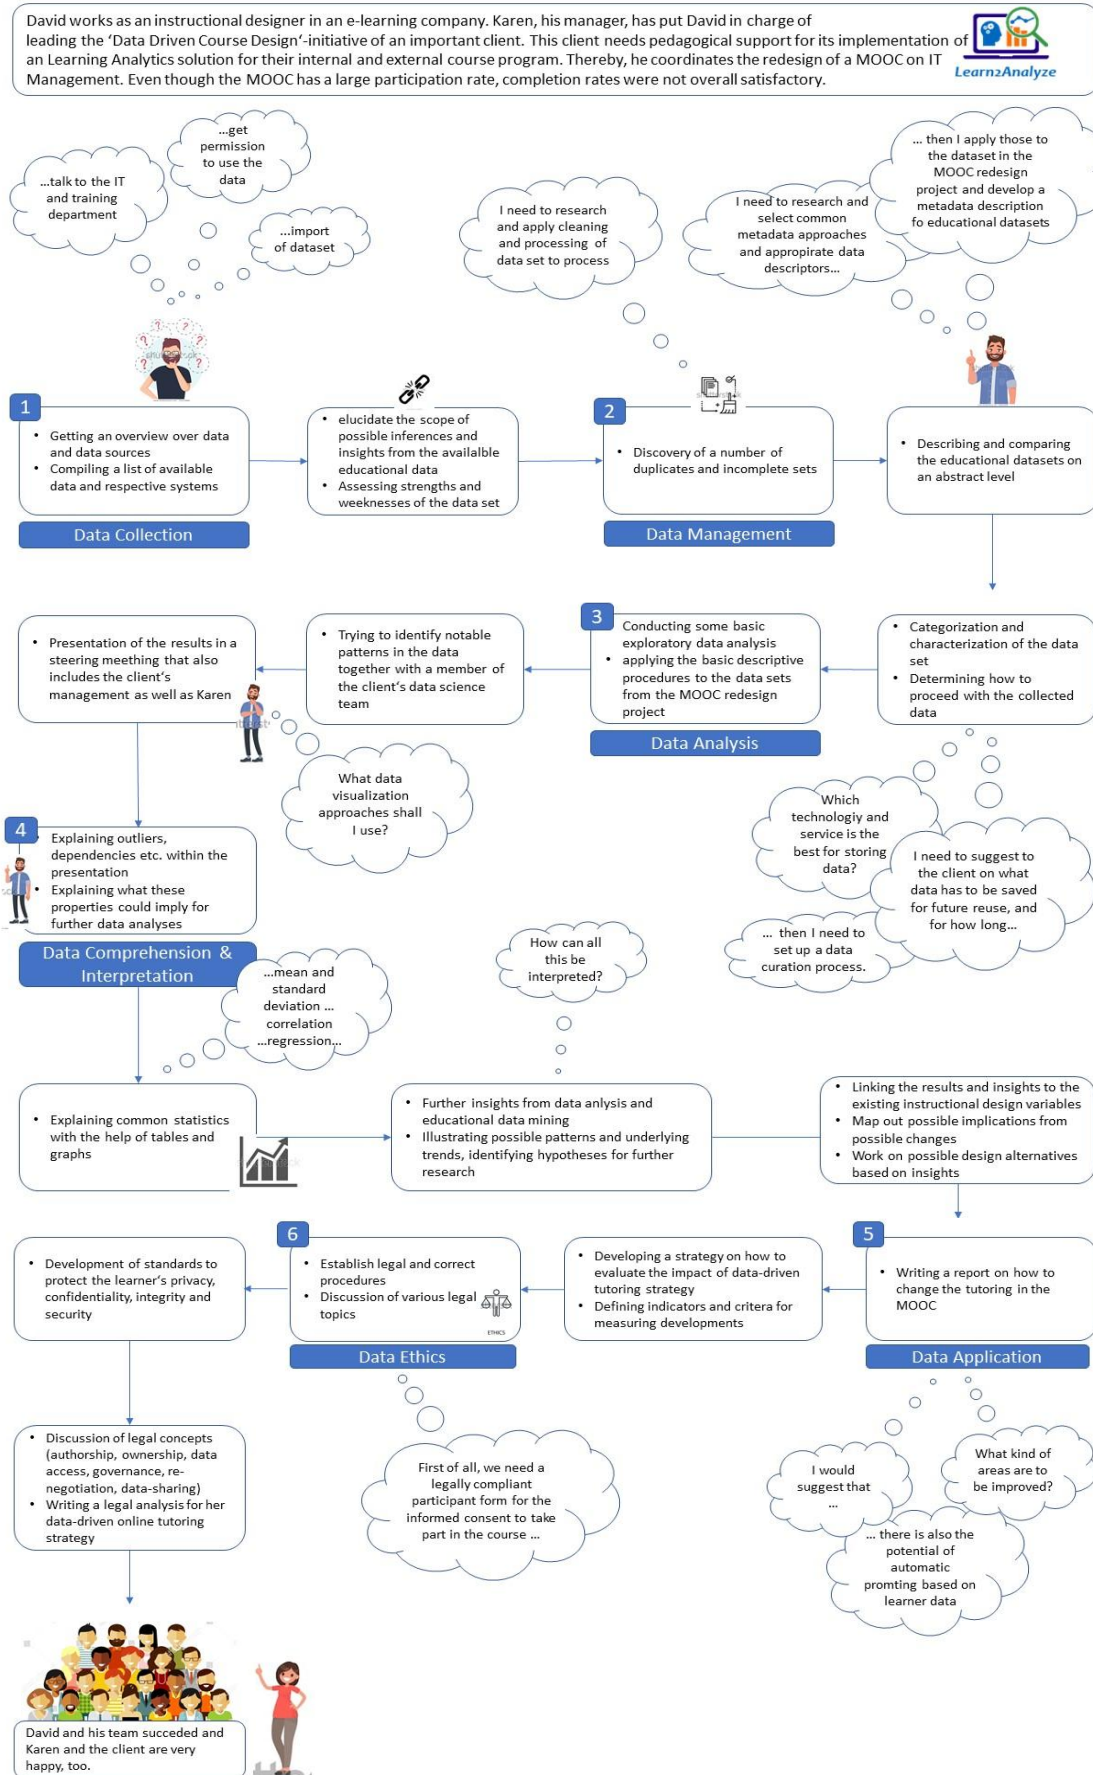 David works as an instructional designer in an e-learning company. Karen, his manager, has put David in charge of
leading the 'Data Driven Course Design'-initiative of an important client. This client needs pedagogical support for its implementation of
an Learning Analytics solution for their internal and external course program. Thereby, he coordinates the redesign of a MOOC on IT
Management. Even though the MOOC has a large participation rate, completion rates were not overall satisfactory.
Learn2Analyze
...talk to the IT
and training
department
...get
permission
to use the
data
...import
of dataset
I need to research
and apply cleaning
and processing of
data set to process
I need to research and
select common
metadata approaches
and appropirate data
descriptors...
... then I apply those to
the dataset in the
MOOC redesign
project and develop a
metadata description
fo educational datasets
1
• Getting an overview over data
and data sources
• Compiling a list of available
data and respective systems
Data Collection
• elucidate the scope of
possible inferences and
insights from the availalble
educational data
• Assessing strengths and
weeknesses of the data set
2
• Discovery of a number of
duplicates and incomplete sets
Data Management
• Describing and comparing
the educational datasets on
an abstract level
• Categorization and
characterization of the data
set
• Determining how to
proceed with the collected
data
3
Conducting some basic
exploratory data analysis
• applying the basic descriptive
procedures to the data sets
from the MOOC redesign
project
Data Analysis
• Trying to identify notable
patterns in the data
together with a member of
the client's data science
team
• Presentation of the results in a
steering meething that also
includes the client's
management as well as Karen
What data
visualization
approaches shall
I use?
Which
technologiy and
service is the
best for storing
data?
I need to suggest to
the client on what
data has to be saved
for future reuse, and
for how long...
... then I need to
set up a data
curation process.
4
• Explaining outliers,
dependencies etc. within the
presentation
• Explaining what these
properties could imply for
further data analyses
Data Comprehension &
Interpretation
...mean and
standard
deviation ...
correlation
...regression...
How can all
this be
interpreted?
• Explaining common statistics
with the help of tables and
graphs
• Further insights from data anlysis and
educational data mining
• Illustrating possible patterns and underlying
trends, identifying hypotheses for further
research
• Linking the results and insights to the
existing instructional design variables
• Map out possible implications from
possible changes
• Work on possible design alternatives
based on insights
5
• Writing a report on how to
change the tutoring in the
MOOC
Data Application
• Developing a strategy on how to
evaluate the impact of data-driven
tutoring strategy
• Defining indicators and critera for
measuring developments
6
• Establish legal and correct
procedures
• Discussion of various legal
topics
ETHICS
Data Ethics
• Development of standards to
protect the learner's privacy,
confidentiality, integrity and
security
• Discussion of legal concepts
(authorship, ownership, data
access, governance, re-
negotiation, data-sharing)
• Writing a legal analysis for her
data-driven online tutoring
strategy
First of all, we need a
legally compliant
participant form for the
informed consent to take
part in the course ...
I would
suggest that
...
What kind of
areas are to
be improved?
... there is also the
potential of
automatic
promting based on
learner data
David and his team succeded and
Karen and the client are very
happy, too.